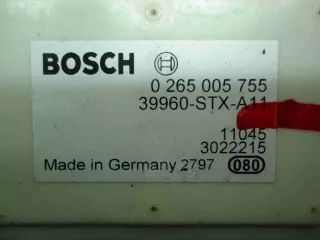 BOSCH
0 265 005 755
39960-STX-A11
11045
3022215
Made in Germany 2797 080